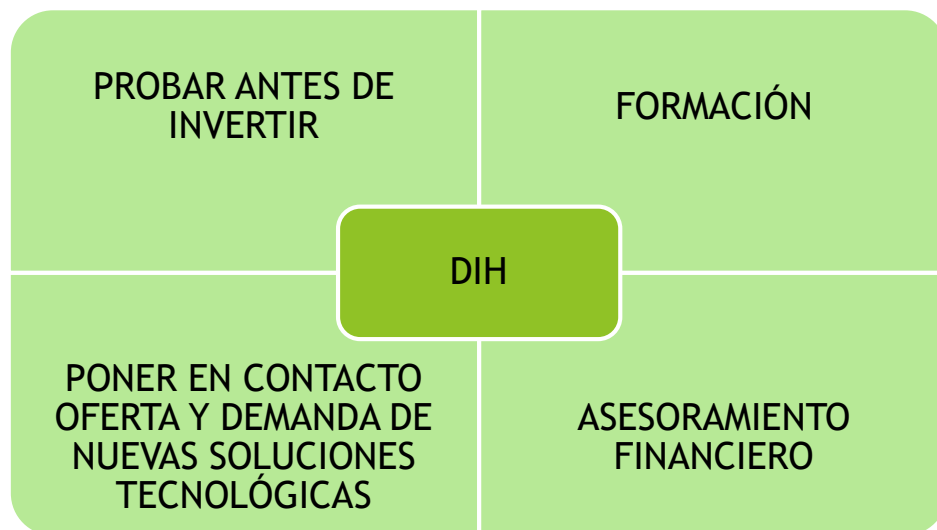 PROBAR ANTES DE
INVERTIR
FORMACIÓN
DIH
PONER EN CONTACTO
OFERTA Y DEMANDA DE
NUEVAS SOLUCIONES
TECNOLÓGICAS
ASESORAMIENTO
FINANCIERO